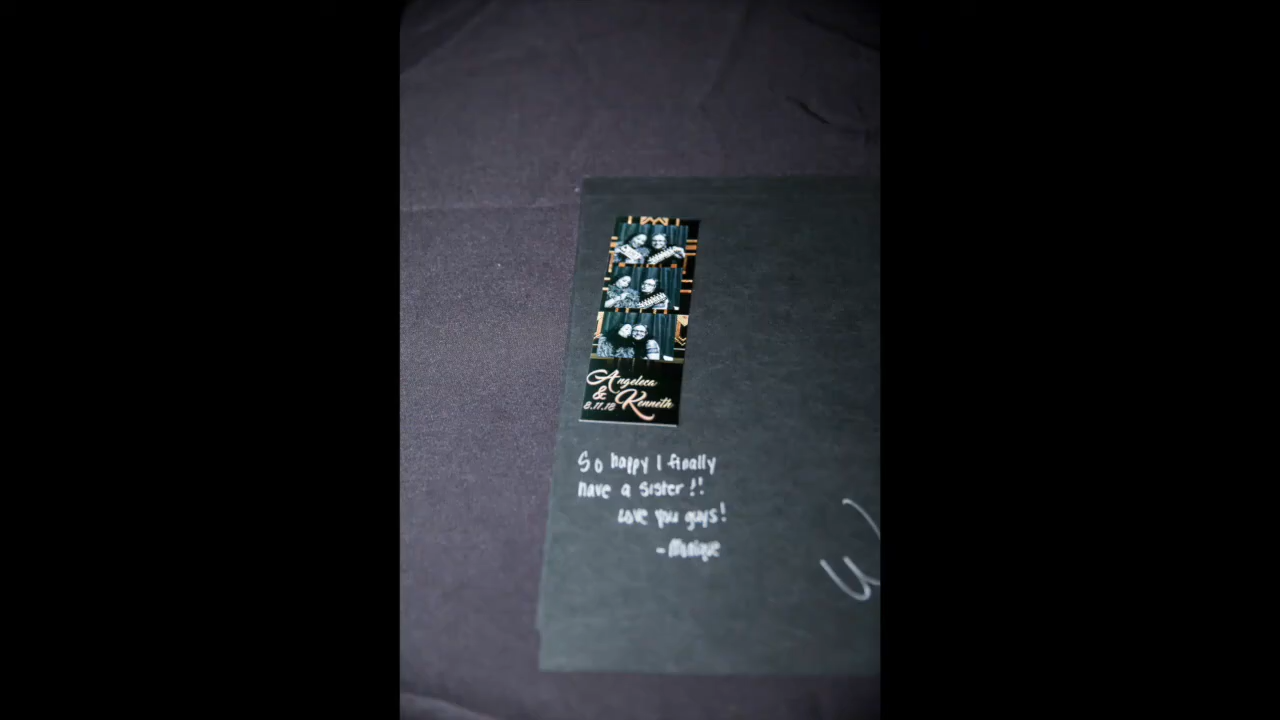 Angeleca
& Kenneth
8.11.18
So happy I finally
have a sister!!
Love you guys!
- Monique